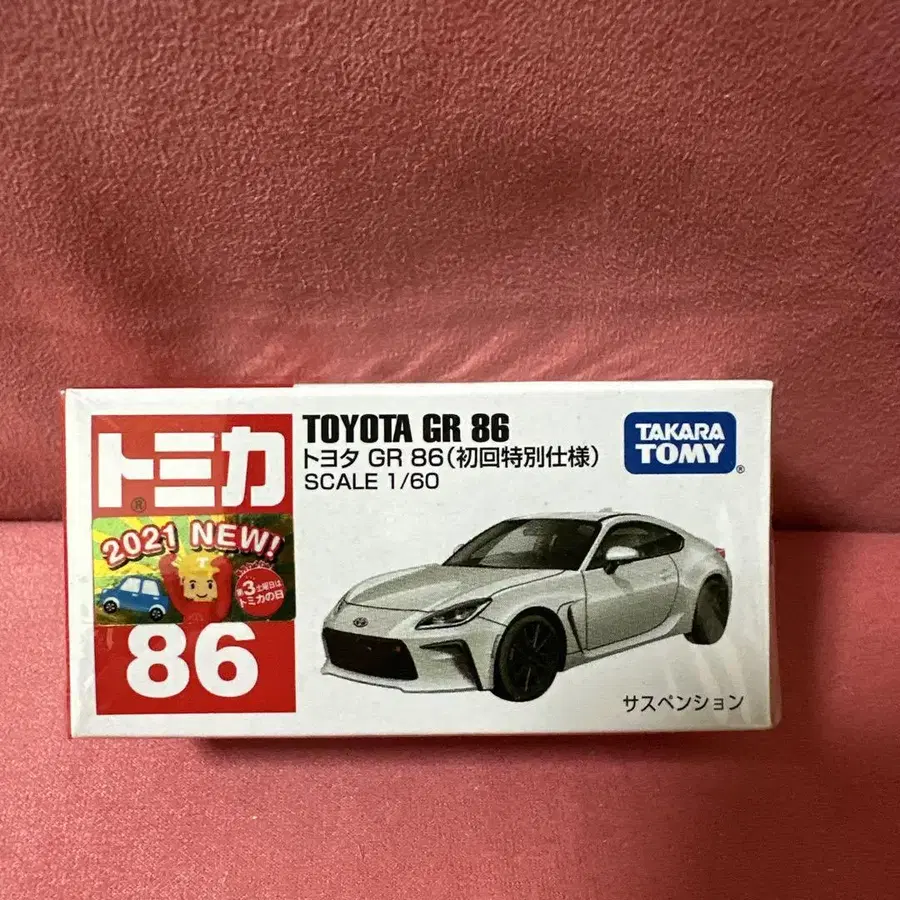 トミカ
®
2021 NEW!
第3土曜日は
トミカの日
86
TOYOTA GR 86
トヨタ GR 86(初回特別仕様)
SCALE 1/60
TAKARA
TOMY
®
サスペンション